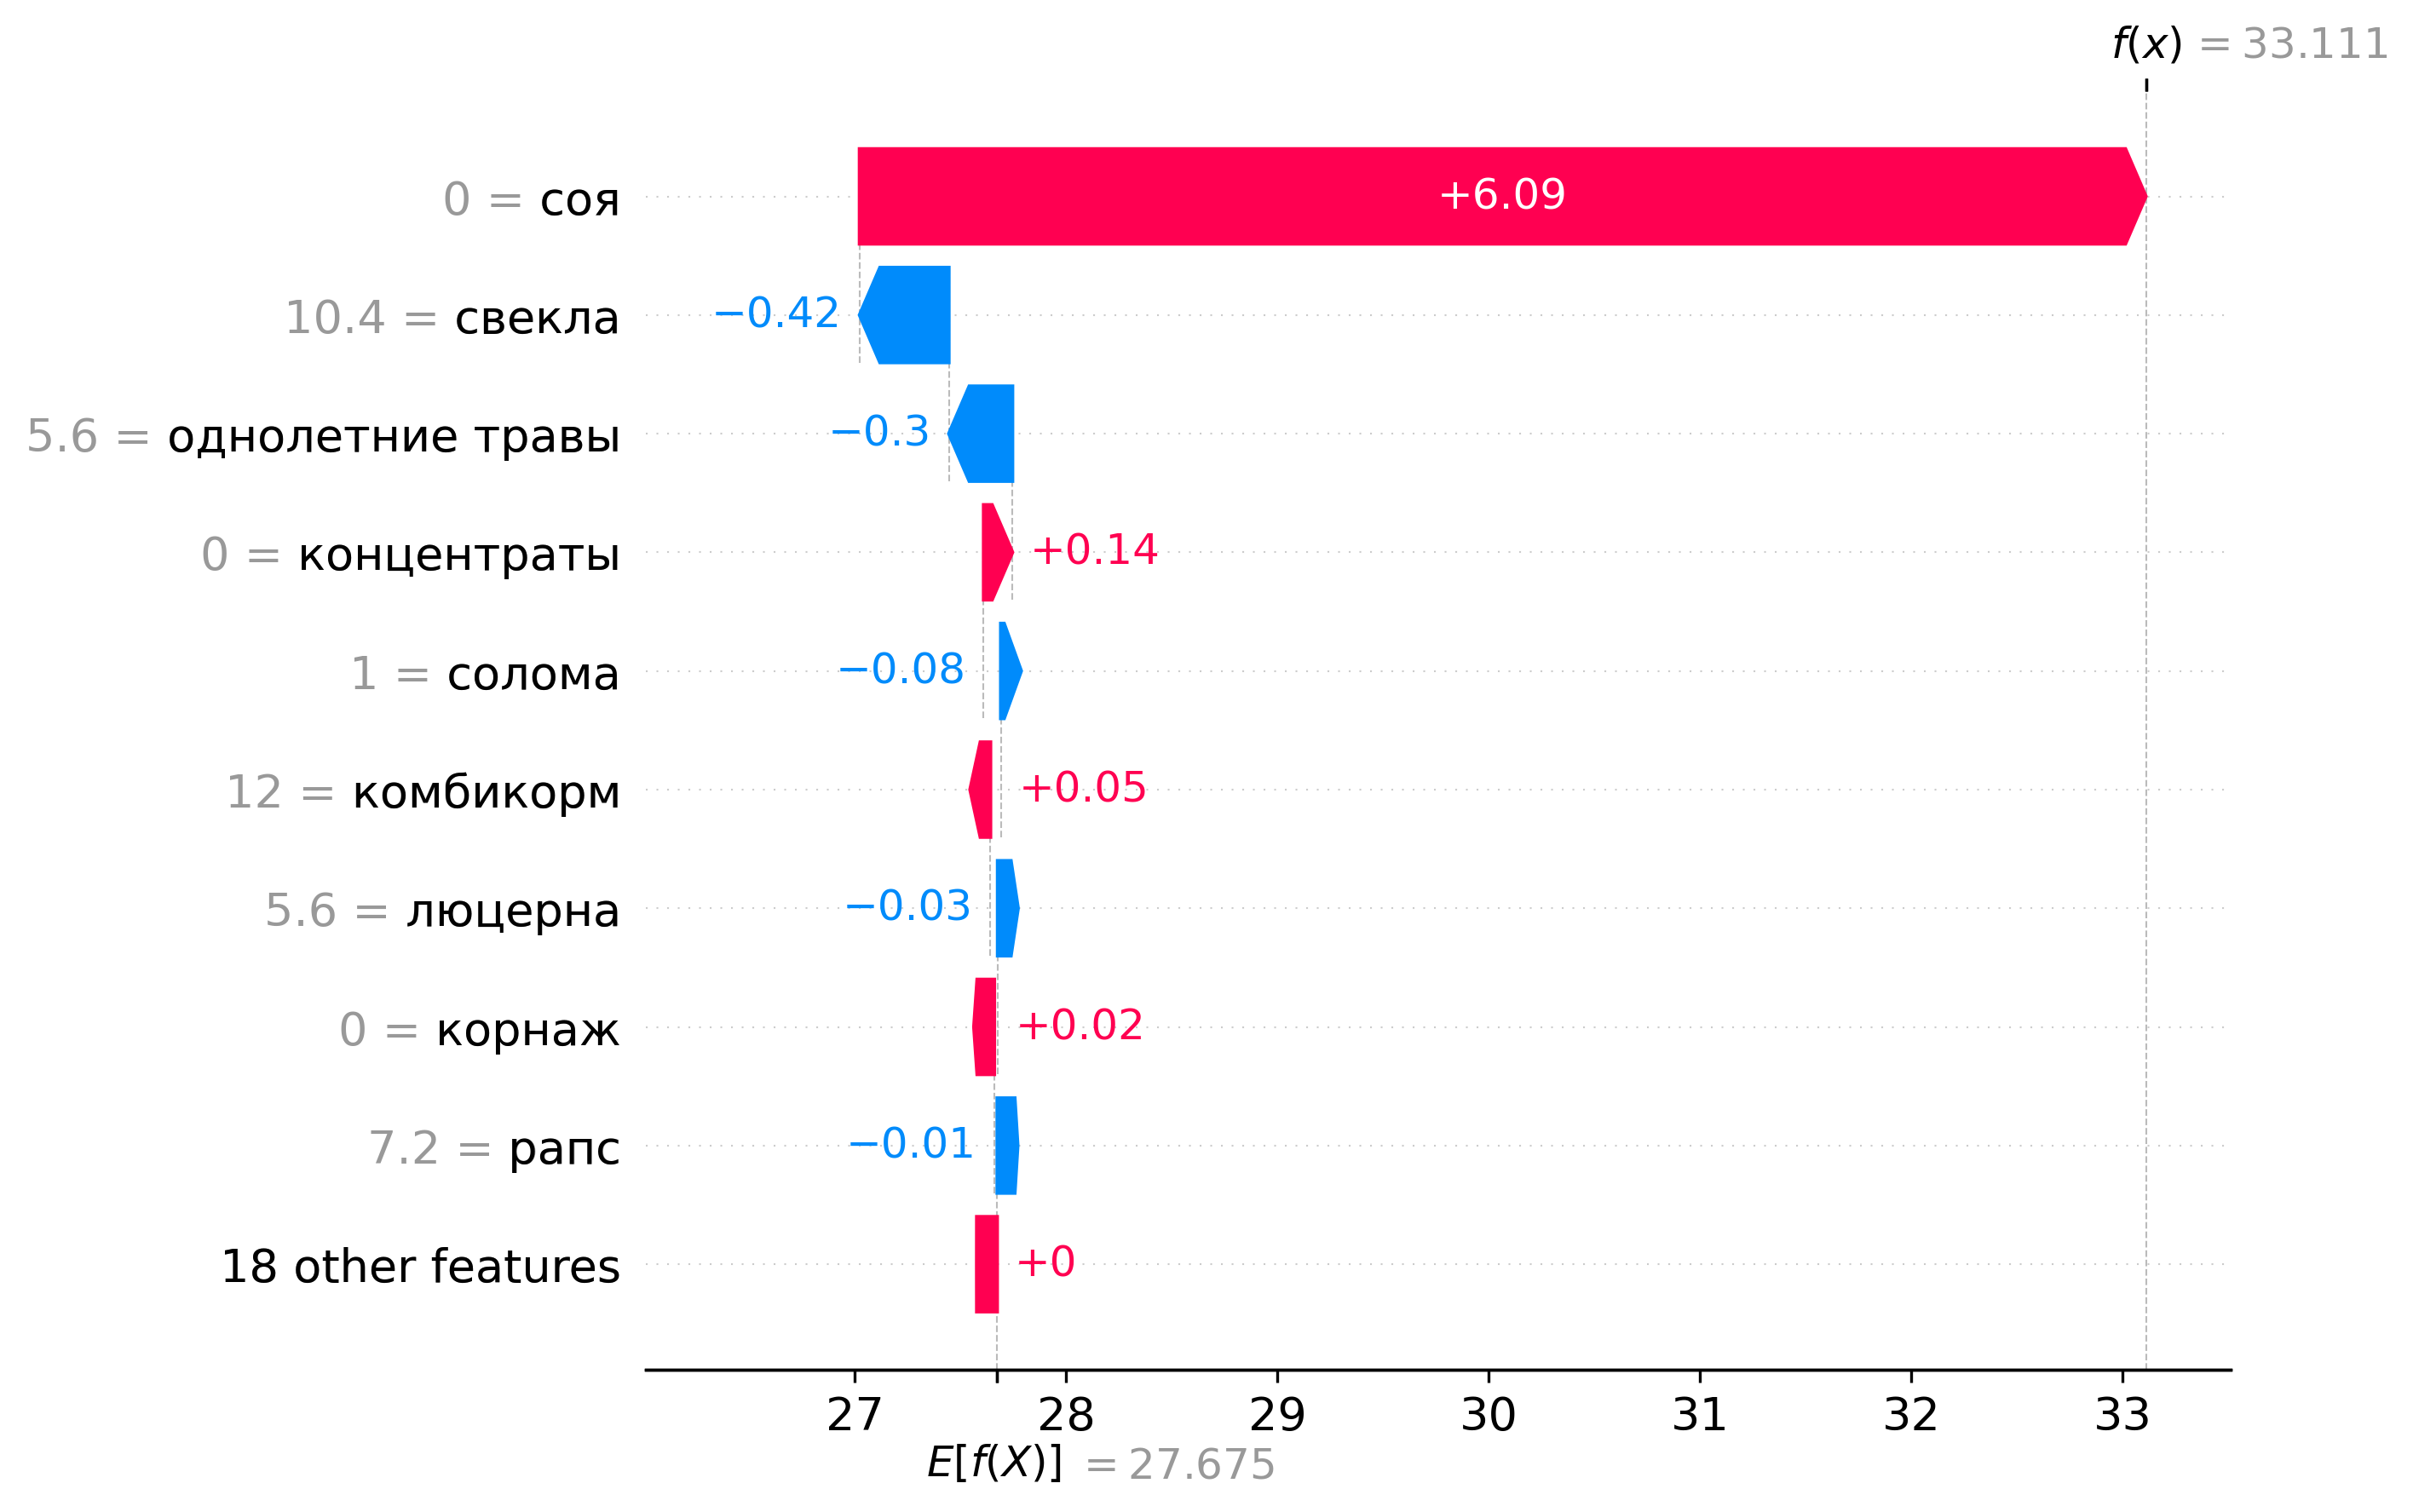 f(x) = 33.111
0 = соя
+6.09
10.4 = свекла
−0.42
5.6 = однолетние травы
−0.3
0 = концентраты
+0.14
1 = солома
−0.08
12 = комбикорм
+0.05
5.6 = люцерна
−0.03
0 = корнаж
+0.02
7.2 = рапс
−0.01
18 other features
+0
27 28 29 30 31 32 33
E[f(X)] = 27.675